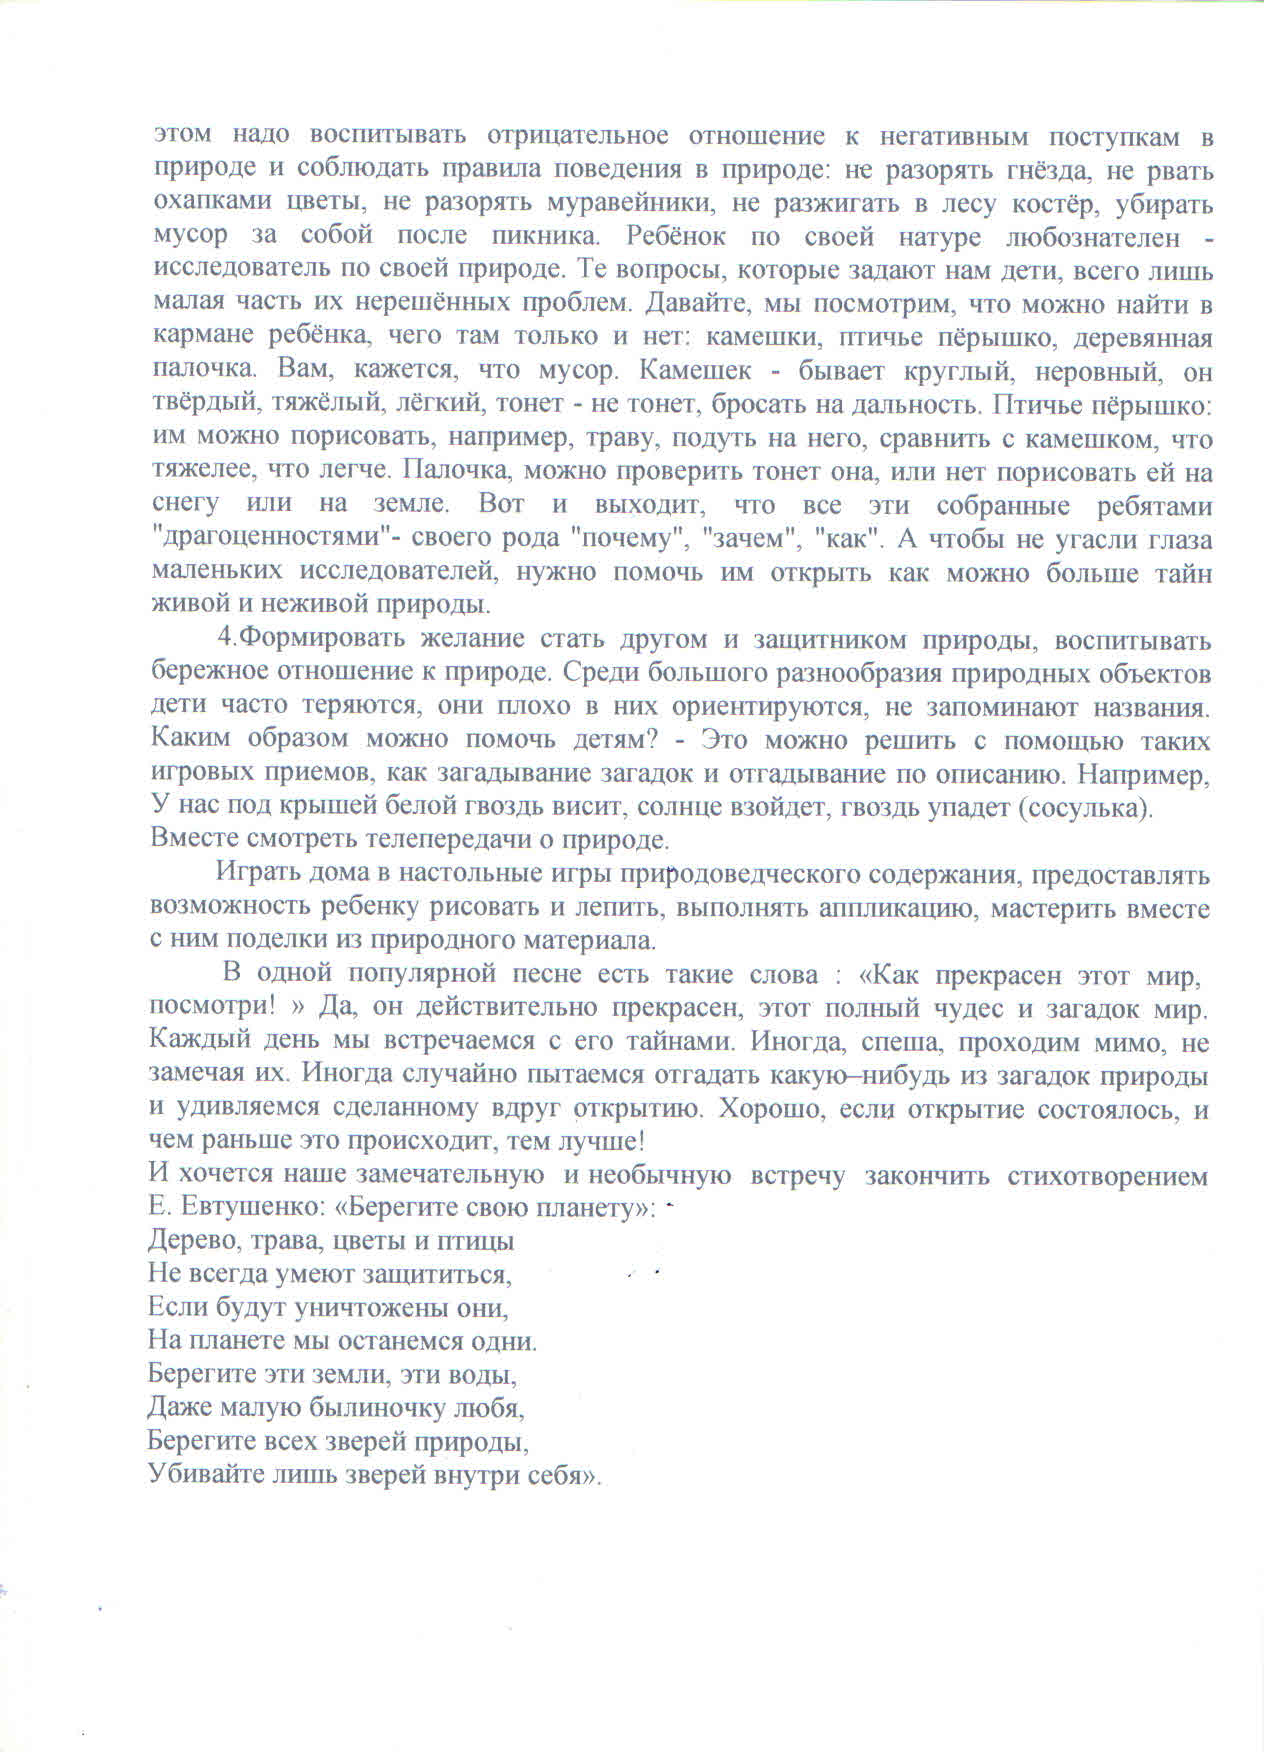 этом надо воспитывать отрицательное отношение к негативным поступкам в
природе и соблюдать правила поведения в природе: не разорять гнёзда, не рвать
охапками цветы, не разорять муравейники, не разжигать в лесу костёр, убирать
мусор за собой после пикника. Ребёнок по своей натуре любознателен -
исследователь по своей природе. Те вопросы, которые задают нам дети, всего лишь
малая часть их нерешённых проблем. Давайте, мы посмотрим, что можно найти в
кармане ребёнка, чего там только и нет: камешки, птичье пёрышко, деревянная
палочка. Вам, кажется, что мусор. Камешек - бывает круглый, неровный, он
твёрдый, тяжёлый, лёгкий, тонет - не тонет, бросать на дальность. Птичье пёрышко:
им можно порисовать, например, траву, подуть на него, сравнить с камешком, что
тяжелее, что легче. Палочка, можно проверить тонет она, или нет порисовать ей на
снегу или на земле. Вот и выходит, что все эти собранные ребятами
"драгоценностями"- своего рода "почему", "зачем", "как". А чтобы не угасли глаза
маленьких исследователей, нужно помочь им открыть как можно больше тайн
живой и неживой природы.
4.Формировать желание стать другом и защитником природы, воспитывать
бережное отношение к природе. Среди большого разнообразия природных объектов
дети часто теряются, они плохо в них ориентируются, не запоминают названия.
Каким образом можно помочь детям? - Это можно решить с помощью таких
игровых приемов, как загадывание загадок и отгадывание по описанию. Например,
У нас под крышей белой гвоздь висит, солнце взойдет, гвоздь упадет (сосулька).
Вместе смотреть телепередачи о природе.
Играть дома в настольные игры природоведческого содержания, предоставлять
возможность ребенку рисовать и лепить, выполнять аппликацию, мастерить вместе
с ним поделки из природного материала.
В одной популярной песне есть такие слова : «Как прекрасен этот мир,
посмотри! » Да, он действительно прекрасен, этот полный чудес и загадок мир.
Каждый день мы встречаемся с его тайнами. Иногда, спеша, проходим мимо, не
замечая их. Иногда случайно пытаемся отгадать какую–нибудь из загадок природы
и удивляемся сделанному вдруг открытию. Хорошо, если открытие состоялось, и
чем раньше это происходит, тем лучше!
И хочется наше замечательную и необычную встречу закончить стихотворением
Е. Евтушенко: «Берегите свою планету»:
Дерево, трава, цветы и птицы
Не всегда умеют защититься,
Если будут уничтожены они,
На планете мы останемся одни.
Берегите эти земли, эти воды,
Даже малую былиночку любя,
Берегите всех зверей природы,
Убивайте лишь зверей внутри себя».